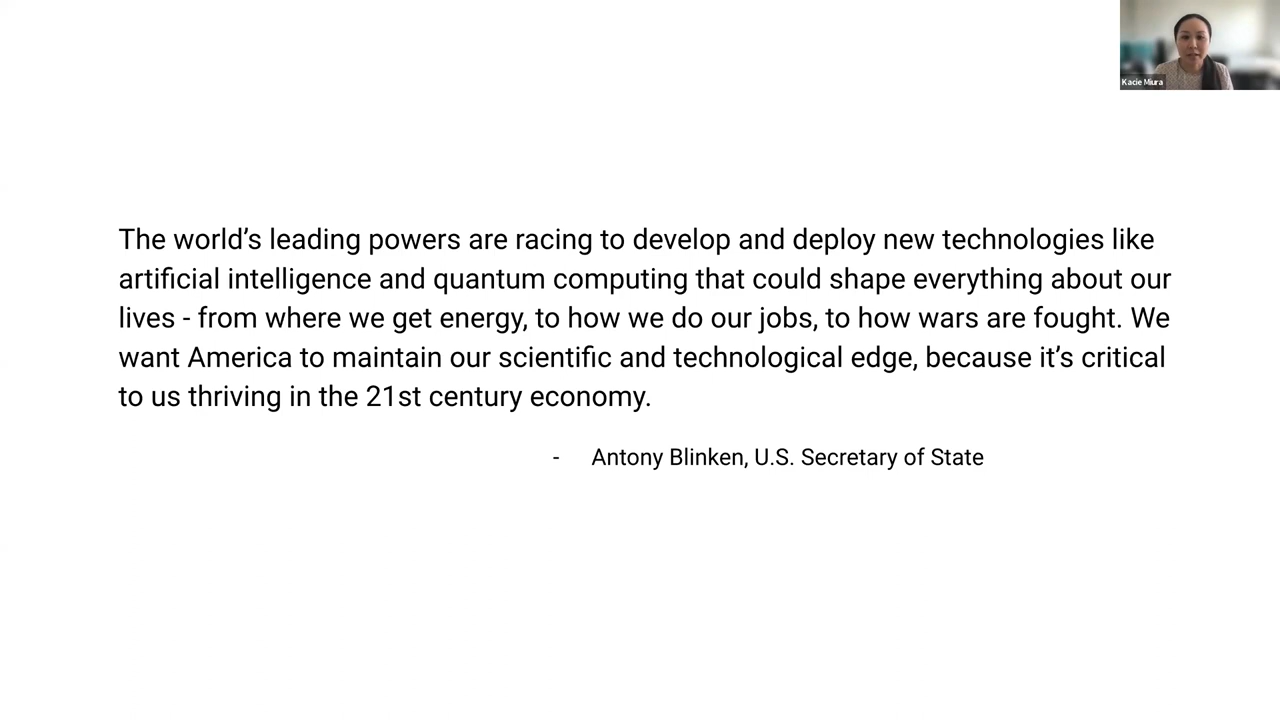 Kacie Miura
The world’s leading powers are racing to develop and deploy new technologies like
artificial intelligence and quantum computing that could shape everything about our
lives - from where we get energy, to how we do our jobs, to how wars are fought. We
want America to maintain our scientific and technological edge, because it’s critical
to us thriving in the 21st century economy.
- Antony Blinken, U.S. Secretary of State